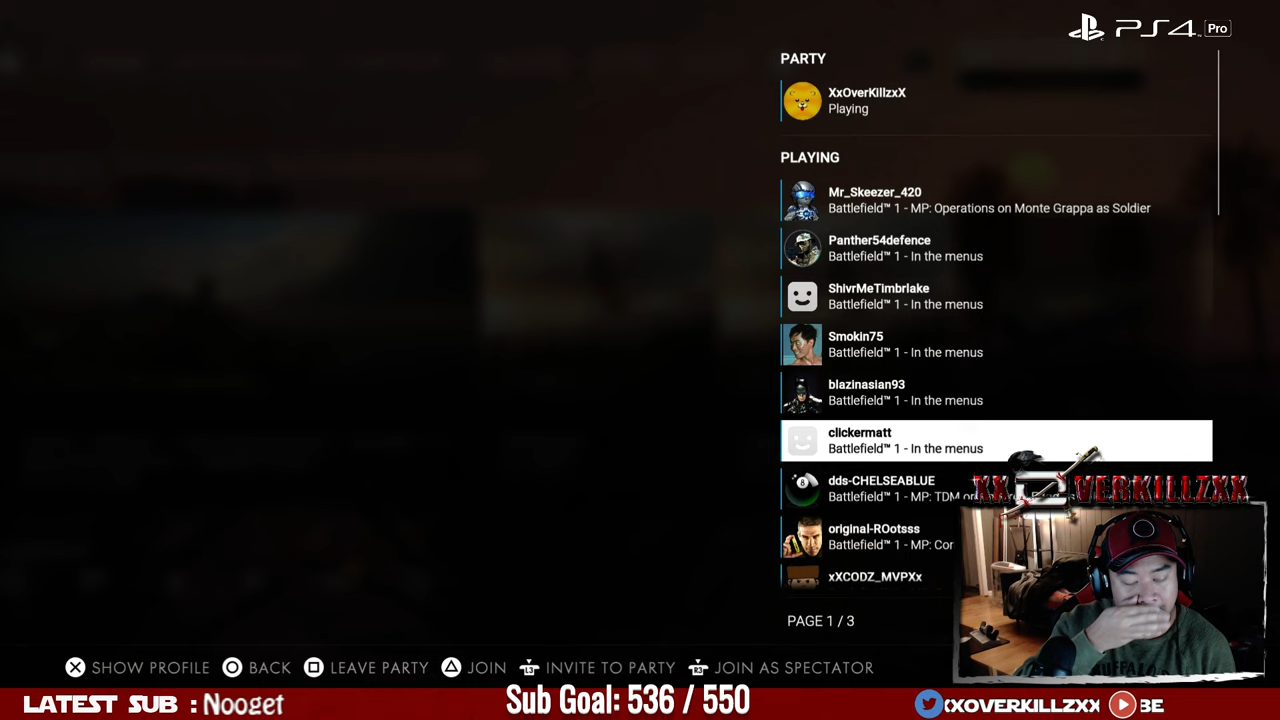 PS4 Pro
PARTY
XxOverKillzxX
Playing
PLAYING
Mr_Skeezer_420
Battlefield™ 1 - MP: Operations on Monte Grappa as Soldier
Panther54defence
Battlefield™ 1 - In the menus
ShivrMeTimbrlake
Battlefield™ 1 - In the menus
Smokin75
Battlefield™ 1 - In the menus
blazinasian93
Battlefield™ 1 - In the menus
clickermatt
Battlefield™ 1 - In the menus
dds-CHELSEABLUE
Battlefield™ 1 - MP: TDM
original-ROotsss
Battlefield™ 1 - MP:
xXCODZ_MVPXx
XX OVERKILLZXX
PAGE 1 / 3
SHOW PROFILE BACK LEAVE PARTY JOIN INVITE TO PARTY JOIN AS SPECTATOR
LATEST SUB : Nooget Sub Goal: 536 / 550 XXOVERKILLZXX BE